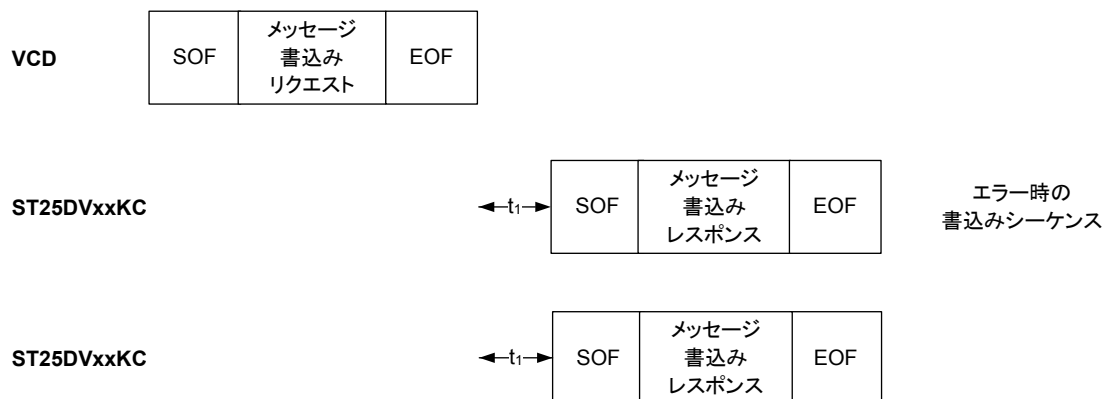 VCD
SOF
メッセージ
書込み
リクエスト
EOF
ST25DVxxKC
t1
SOF
メッセージ
書込み
レスポンス
EOF
エラー時の
書込みシーケンス
ST25DVxxKC
t1
SOF
メッセージ
書込み
レスポンス
EOF